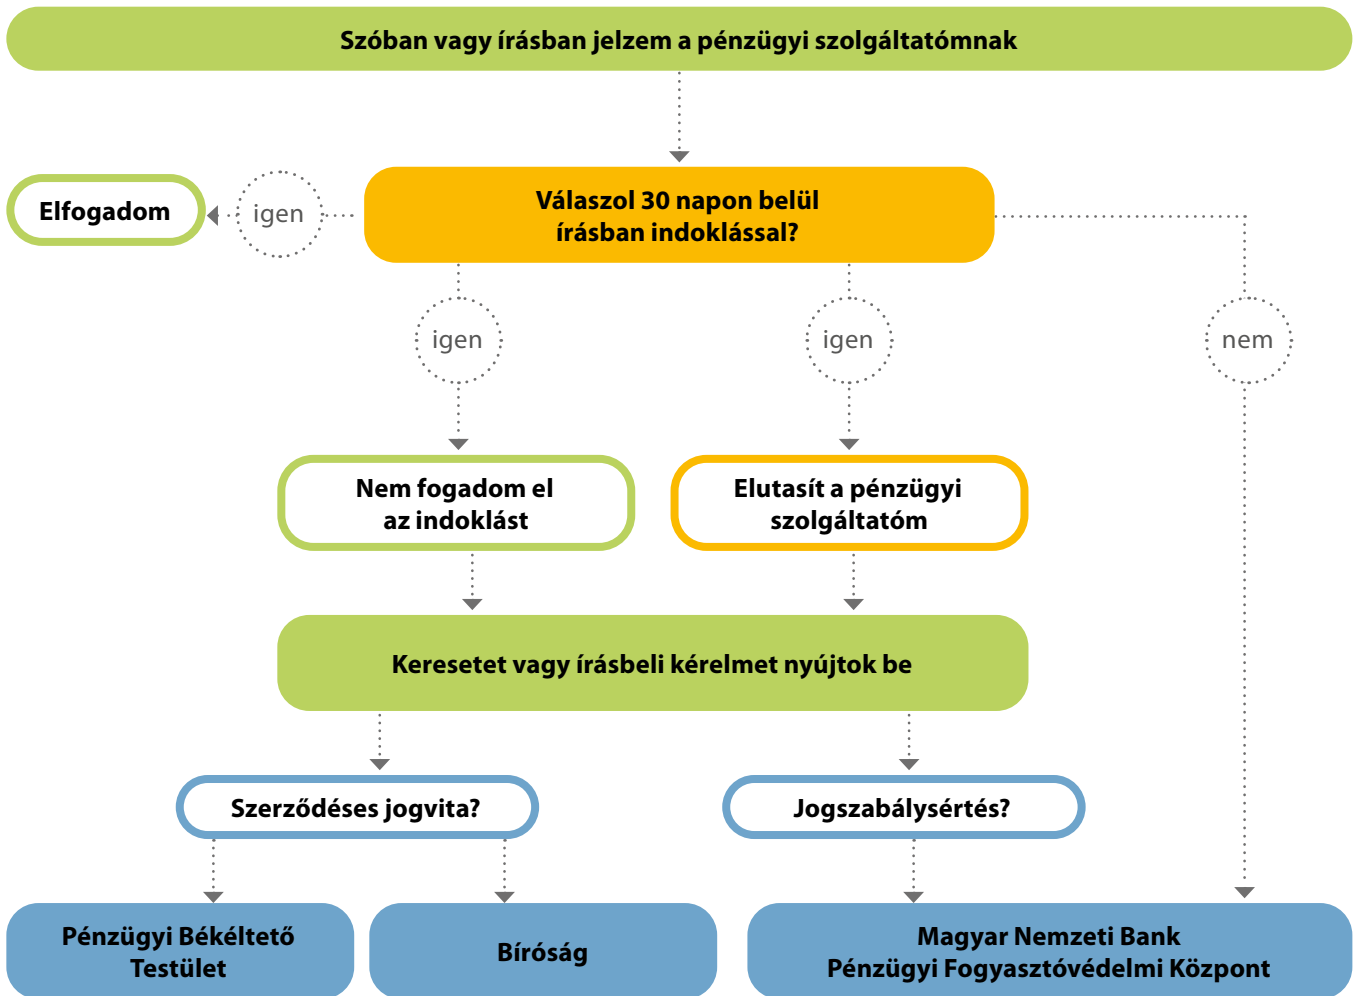 Szóban vagy írásban jelzem a pénzügyi szolgáltatómnak
Elfogadom
igen
Válaszol 30 napon belül
írásban indoklással?
igen
igen
nem
Nem fogadom el
az indoklást
Elutasít a pénzügyi
szolgáltatóm
Keresetet vagy írásbeli kérelmet nyújtok be
Szerződéses jogvita?
Jogszabálysértés?
Pénzügyi Békéltető
Testület
Bíróság
Magyar Nemzeti Bank
Pénzügyi Fogyasztóvédelmi Központ